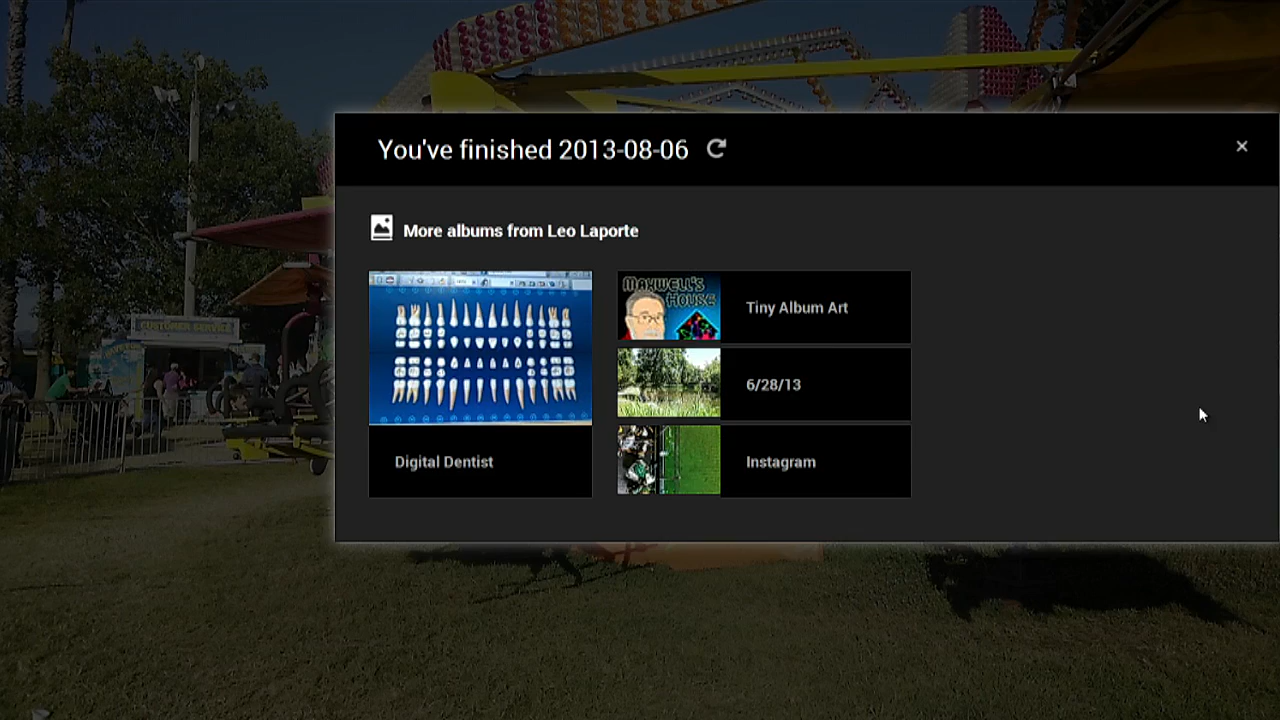 You've finished 2013-08-06
More albums from Leo Laporte
MAXWELL'S
HOUSE
Tiny Album Art
6/28/13
CUSTOMER SERVICE
Digital Dentist
Instagram